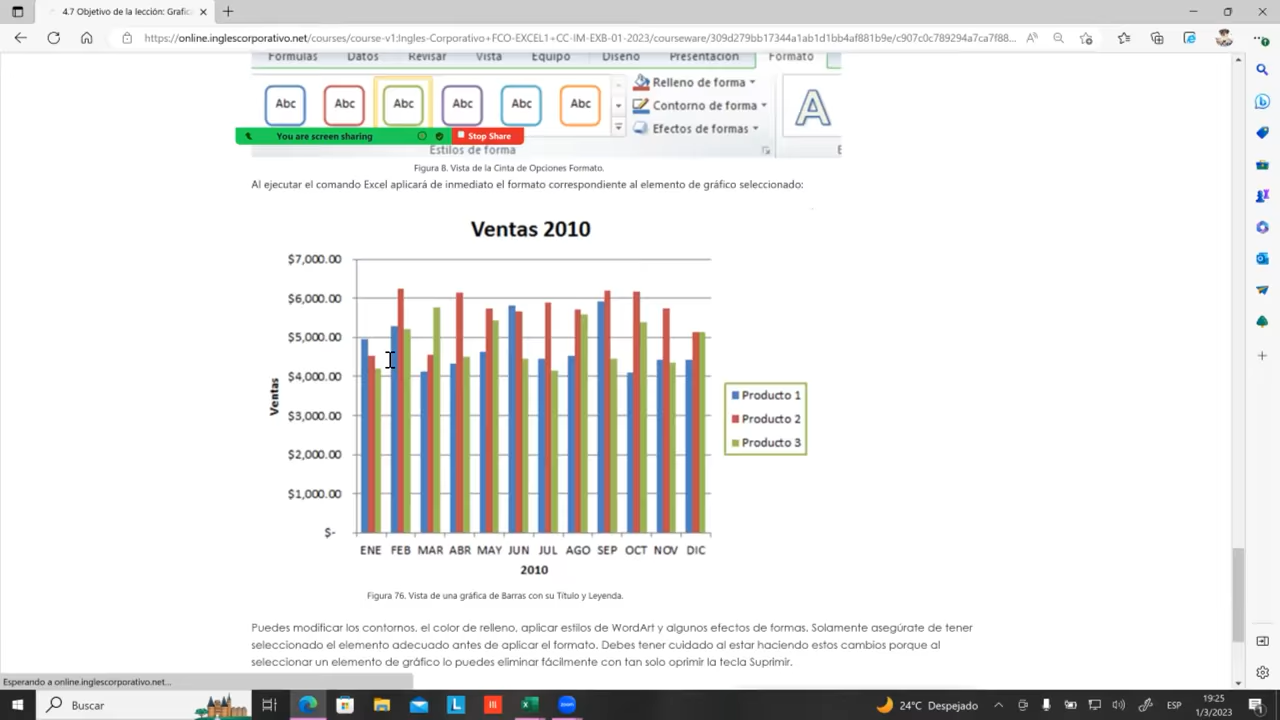 4.7 Objetivo de la lección: Grafic
https://online.inglescorporativo.net/courses/course-v1:Ingles-Corporativo+FCO-EXCEL1+CC-IM-EXB-01-2023/courseware/309d279bb17344a1ab1d1bb4af881b9e/c907c0c789294a7ca7f88...
Fórmulas Datos Revisar Vista Equipo Diseño Presentación Formato
Abc Abc Abc Abc Abc Abc
Relleno de forma
Contorno de forma
Efectos de formas
A
You are screen sharing Stop Share
Estilos de forma
Figura 8. Vista de la Cinta de Opciones Formato.
Al ejecutar el comando Excel aplicará de inmediato el formato correspondiente al elemento de gráfico seleccionado:
Ventas 2010
$7,000.00
$6,000.00
$5,000.00
$4,000.00
$3,000.00
$2,000.00
$1,000.00
$-
Ventas
Producto 1
Producto 2
Producto 3
ENE FEB MAR ABR MAY JUN JUL AGO SEP OCT NOV DIC
2010
Figura 76. Vista de una gráfica de Barras con su Título y Leyenda.
Puedes modificar los contornos, el color de relleno, aplicar estilos de WordArt y algunos efectos de formas. Solamente asegúrate de tener
seleccionado el elemento adecuado antes de aplicar el formato. Debes tener cuidado al estar haciendo estos cambios porque al
seleccionar un elemento de gráfico lo puedes eliminar fácilmente con tan solo oprimir la tecla Suprimir.
Esperando a online.inglescorporativo.net...
Buscar
24°C Despejado
ESP
19:25
1/3/2023